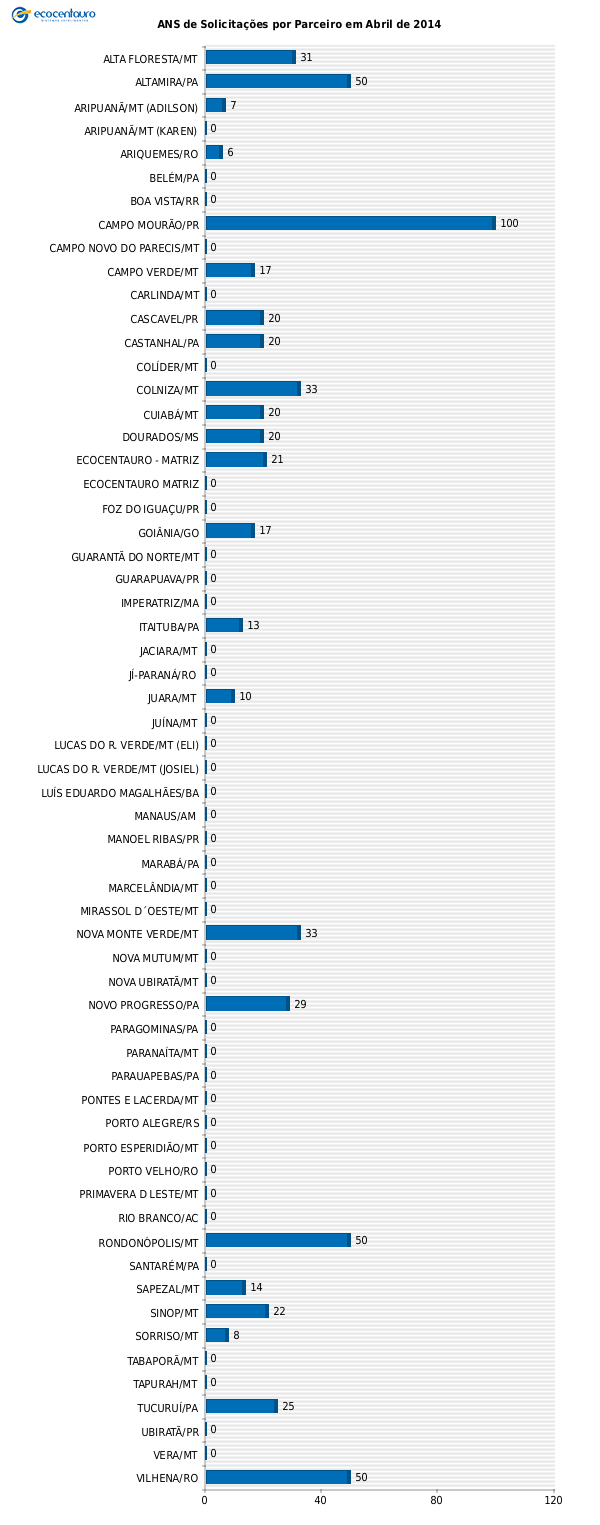 ecocentauro
ANS de Solicitações por Parceiro em Abril de 2014
ALTA FLORESTA/MT 31
ALTAMIRA/PA 50
ARIPUANÃ/MT (ADILSON) 7
ARIPUANÃ/MT (KAREN) 0
ARIQUEMES/RO 6
BELÉM/PA 0
BOA VISTA/RR 0
CAMPO MOURÃO/PR 100
CAMPO NOVO DO PARECIS/MT 0
CAMPO VERDE/MT 17
CARLINDA/MT 0
CASCAVEL/PR 20
CASTANHAL/PA 20
COLÍDER/MT 0
COLNIZA/MT 33
CUIABÁ/MT 20
DOURADOS/MS 20
ECOCENTAURO - MATRIZ 21
ECOCENTAURO MATRIZ 0
FOZ DO IGUAÇU/PR 0
GOIÂNIA/GO 17
GUARANTÃ DO NORTE/MT 0
GUARAPUAVA/PR 0
IMPERATRIZ/MA 0
ITAITUBA/PA 13
JACIARA/MT 0
JÍ-PARANÁ/RO 0
JUARA/MT 10
JUÍNA/MT 0
LUCAS DO R. VERDE/MT (ELI) 0
LUCAS DO R. VERDE/MT (JOSIEL) 0
LUÍS EDUARDO MAGALHÃES/BA 0
MANAUS/AM 0
MANOEL RIBAS/PR 0
MARABÁ/PA 0
MARCELÂNDIA/MT 0
MIRASSOL D´OESTE/MT 0
NOVA MONTE VERDE/MT 33
NOVA MUTUM/MT 0
NOVA UBIRATÃ/MT 0
NOVO PROGRESSO/PA 29
PARAGOMINAS/PA 0
PARANAÍTA/MT 0
PARAUAPEBAS/PA 0
PONTES E LACERDA/MT 0
PORTO ALEGRE/RS 0
PORTO ESPERIDIÃO/MT 0
PORTO VELHO/RO 0
PRIMAVERA D LESTE/MT 0
RIO BRANCO/AC 0
RONDONÓPOLIS/MT 50
SANTARÉM/PA 0
SAPEZAL/MT 14
SINOP/MT 22
SORRISO/MT 8
TABAPORÃ/MT 0
TAPURAH/MT 0
TUCURUÍ/PA 25
UBIRATÃ/PR 0
VERA/MT 0
VILHENA/RO 50
0 40 80 120